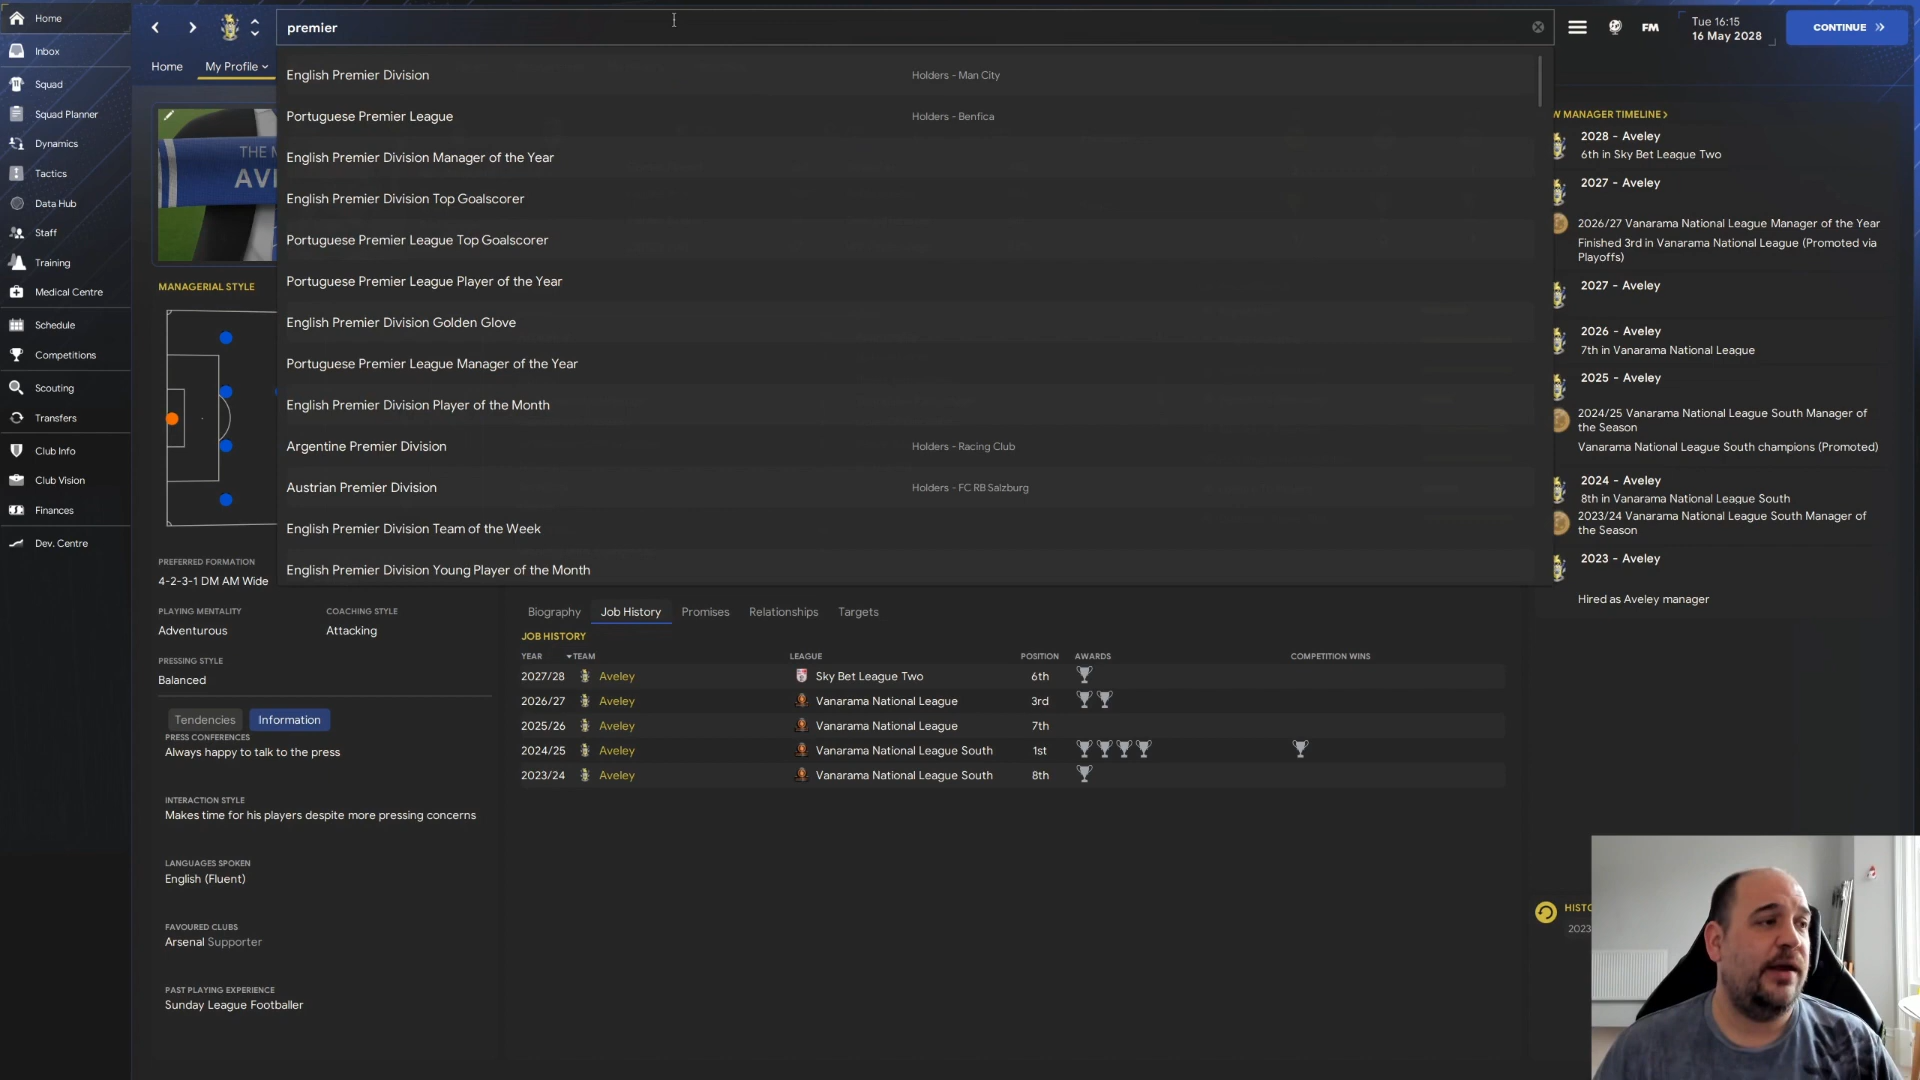 Home
Inbox
Squad
Squad Planner
Dynamics
Tactics
Data Hub
Staff
Training
Medical Centre
Schedule
Competitions
Scouting
Transfers
Club Info
Club Vision
Finances
Dev. Centre
premier
FM
Tue 16:15
16 May 2028
CONTINUE
Home
My Profile
English Premier Division Holders - Man City
Portuguese Premier League Holders - Benfica
English Premier Division Manager of the Year
English Premier Division Top Goalscorer
Portuguese Premier League Top Goalscorer
Portuguese Premier League Player of the Year
English Premier Division Golden Glove
Portuguese Premier League Manager of the Year
English Premier Division Player of the Month
Argentine Premier Division Holders - Racing Club
Austrian Premier Division Holders - FC RB Salzburg
English Premier Division Team of the Week
English Premier Division Young Player of the Month
THE M
AVI
MANAGERIAL STYLE
PREFERRED FORMATION
4-2-3-1 DM AM Wide
PLAYING MENTALITY COACHING STYLE
Adventurous Attacking
PRESSING STYLE
Balanced
Tendencies Information
PRESS CONFERENCES
Always happy to talk to the press
INTERACTION STYLE
Makes time for his players despite more pressing concerns
LANGUAGES SPOKEN
English (Fluent)
FAVOURED CLUBS
Arsenal Supporter
PAST PLAYING EXPERIENCE
Sunday League Footballer
Biography Job History Promises Relationships Targets
JOB HISTORY
YEAR TEAM LEAGUE POSITION AWARDS COMPETITION WINS
2027/28 Aveley Sky Bet League Two 6th
2026/27 Aveley Vanarama National League 3rd
2025/26 Aveley Vanarama National League 7th
2024/25 Aveley Vanarama National League South 1st
2023/24 Aveley Vanarama National League South 8th
W MANAGER TIMELINE >
2028 - Aveley
6th in Sky Bet League Two
2027 - Aveley
2026/27 Vanarama National League Manager of the Year
Finished 3rd in Vanarama National League (Promoted via
Playoffs)
2027 - Aveley
2026 - Aveley
7th in Vanarama National League
2025 - Aveley
2024/25 Vanarama National League South Manager of
the Season
Vanarama National League South champions (Promoted)
2024 - Aveley
8th in Vanarama National League South
2023/24 Vanarama National League South Manager of
the Season
2023 - Aveley
Hired as Aveley manager
HISTO
2023